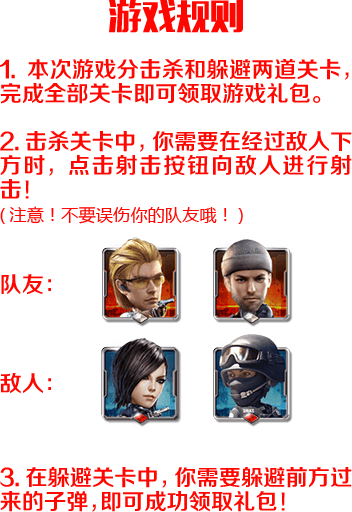 游戏规则
1. 本次游戏分击杀和躲避两道关卡,
完成全部关卡即可领取游戏礼包。
2. 击杀关卡中,你需要在经过敌人下
方时,点击射击按钮向敌人进行射
击!
(注意!不要误伤你的队友哦!)
队友:
敌人:
3. 在躲避关卡中,你需要躲避前方过
来的子弹,即可成功领取礼包!